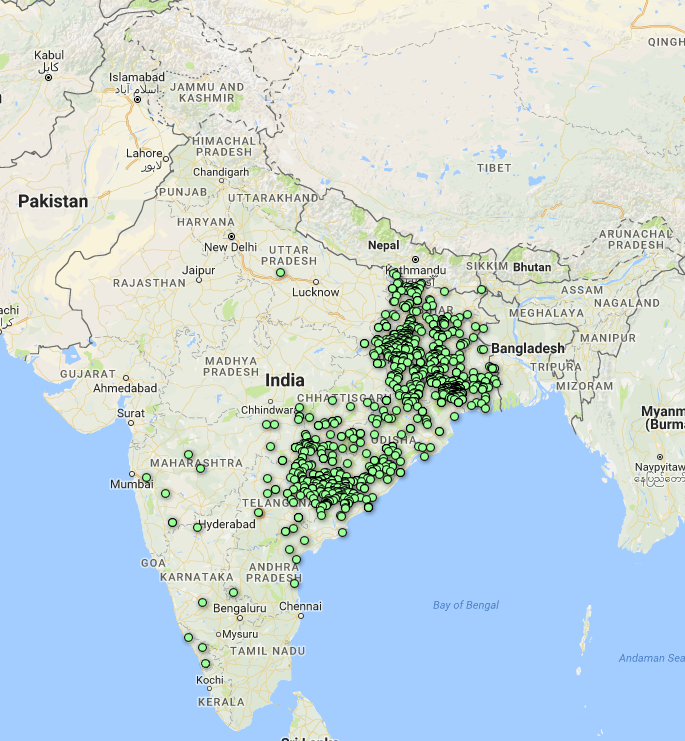 QINGH
Kabul
کابل
Islamabad
اسلام آباد
JAMMU AND
KASHMIR
HIMACHAL
PRADESH
Lahore
لاہور
Chandigarh
TIBET
PUNJAB
UTTARAKHAND
Pakistan
HARYANA
ARUNACHAL
PRADESH
New Delhi
UTTAR
PRADESH
Nepal
Kathmandu
SIKKIM
Bhutan
Jaipur
RAJASTHAN
Lucknow
ASSAM
NAGALAND
achi
MEGHALAYA
HAR
MANIPUR
Bangladesh
TRIPURA
MIZORAM
GUJARAT
Ahmedabad
MADHYA
PRADESH
India
Surat
Chhindwara
CHHATTISGAR
Myanm
(Burma
ODISHA
MAHARASHTRA
Mumbai
Naypyitaw
TELANGANA
Hyderabad
GOA
KARNATAKA
ANDHRA
PRADESH
Bengaluru
Chennai
Bay of Bengal
Mysuru
TAMIL NADU
Andaman Sea
Kochi
KERALA